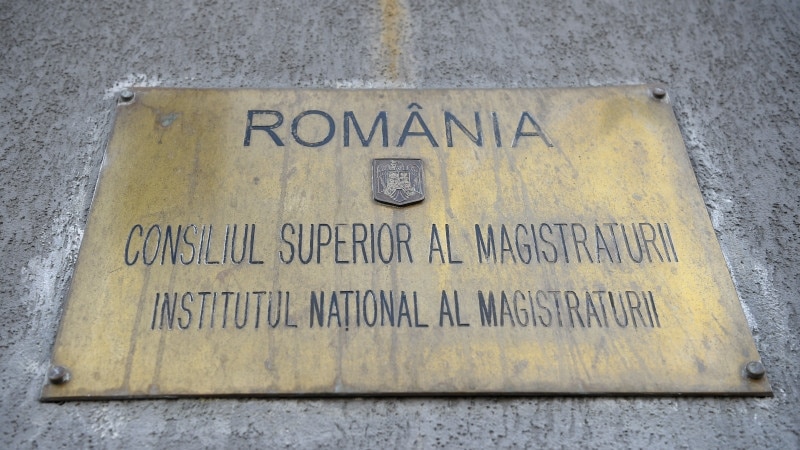 ROMÂNIA
CONSILIUL SUPERIOR AL MAGISTRATURII
INSTITUTUL NAȚIONAL AL MAGISTRATURII